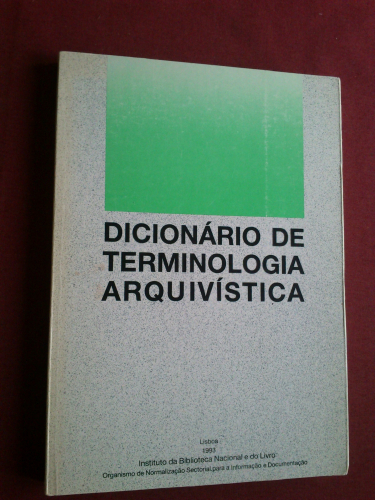 DICIONÁRIO DE
TERMINOLOGIA
ARQUIVÍSTICA
Lisboa
1993
Instituto da Biblioteca Nacional e do Livro
Organismo de Normalização Sectorial para a Informação e Documentação